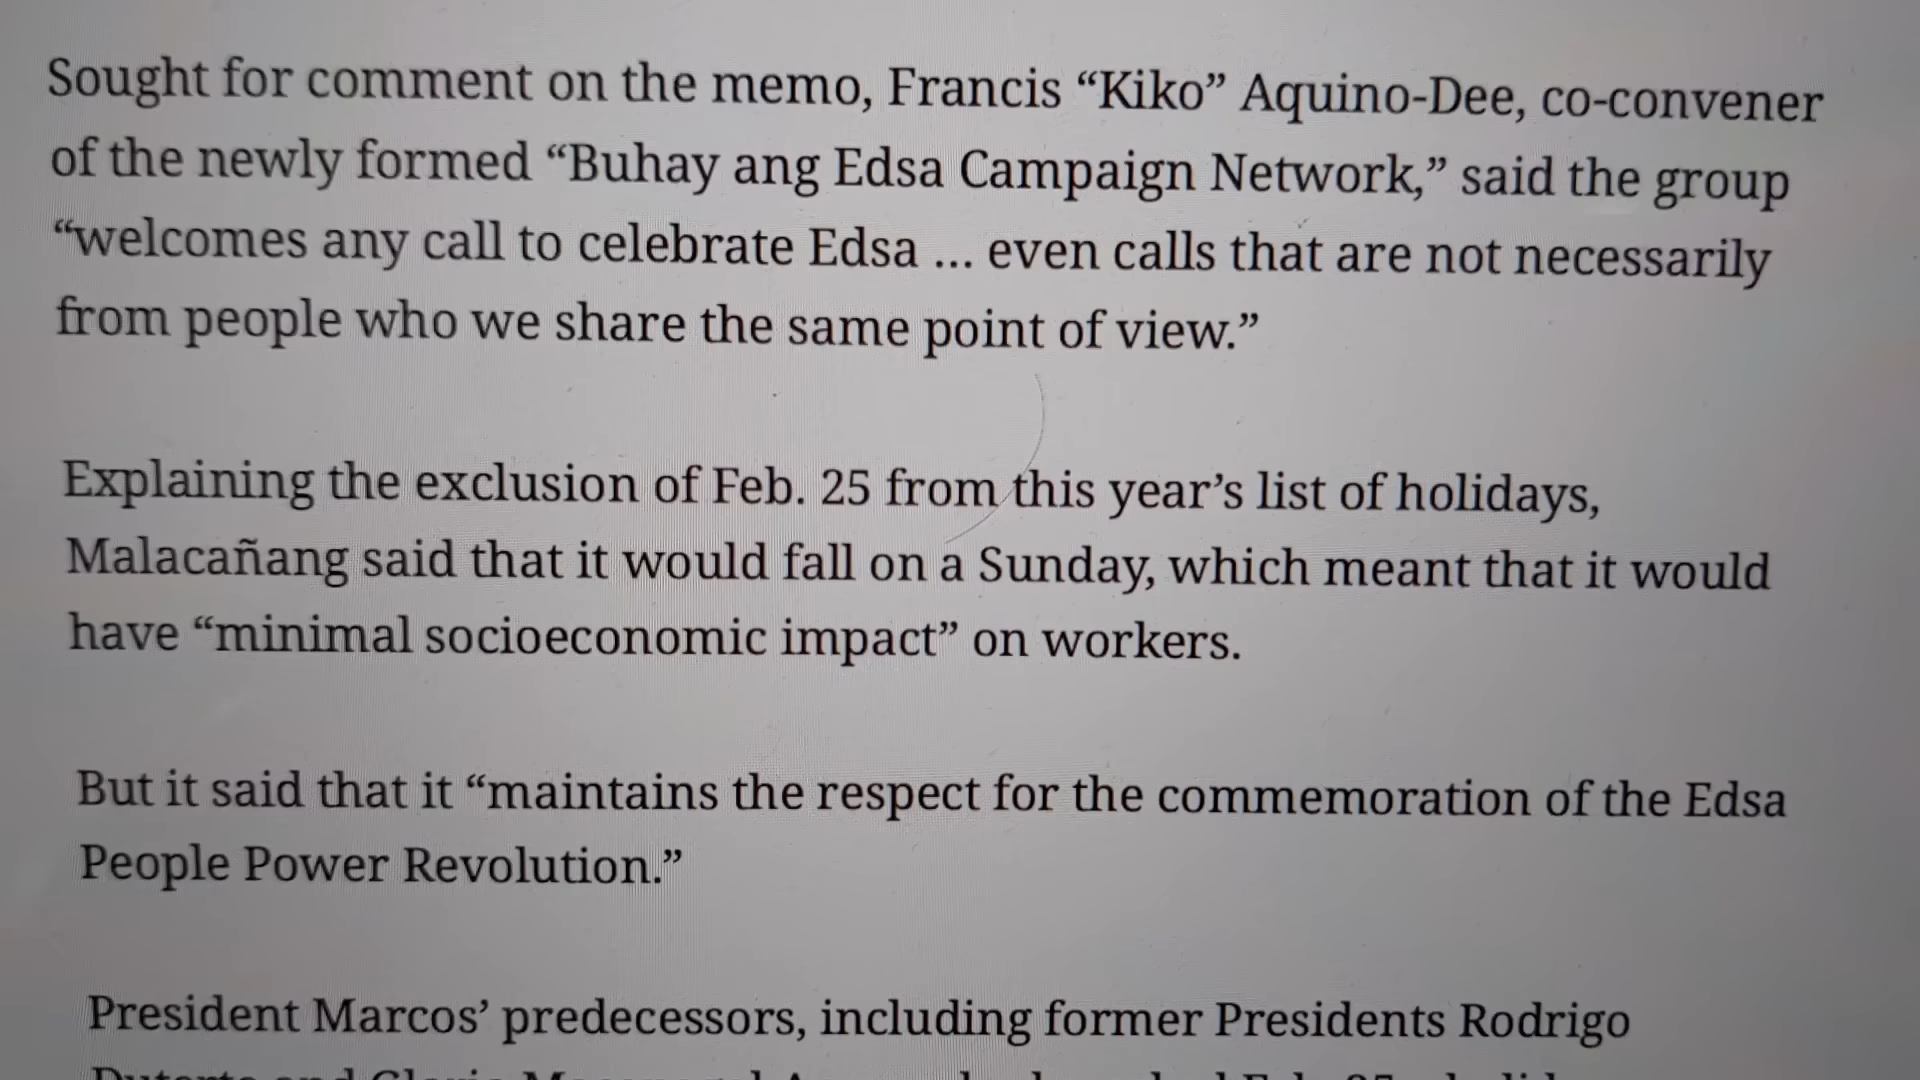 Sought for comment on the memo, Francis “Kiko” Aquino-Dee, co-convener
of the newly formed “Buhay ang Edsa Campaign Network,” said the group
“welcomes any call to celebrate Edsa ... even calls that are not necessarily
from people who we share the same point of view.”
Explaining the exclusion of Feb. 25 from this year’s list of holidays,
Malacañang said that it would fall on a Sunday, which meant that it would
have “minimal socioeconomic impact” on workers.
But it said that it “maintains the respect for the commemoration of the Edsa
People Power Revolution.”
President Marcos’ predecessors, including former Presidents Rodrigo